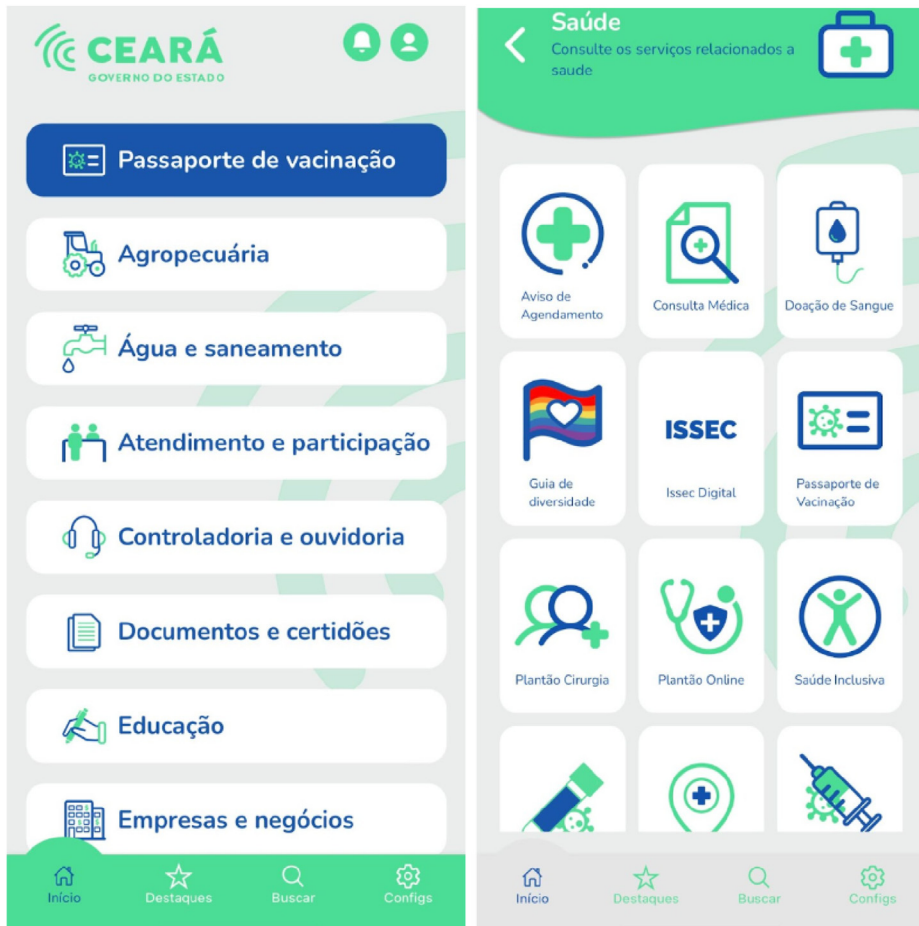 CEARÁ
GOVERNO DO ESTADO
Passaporte de vacinação
Agropecuária
Água e saneamento
Atendimento e participação
Controladoria e ouvidoria
Documentos e certidões
Educação
Empresas e negócios
Início
Destaques
Buscar
Configs
Saúde
Consulte os serviços relacionados a
saude
Aviso de
Agendamento
Consulta Médica
Doação de Sangue
Guia de
diversidade
ISSEC
Issec Digital
Passaporte de
Vacinação
Plantão Cirurgia
Plantão Online
Saúde Inclusiva
Início
Destaques
Buscar
Configs